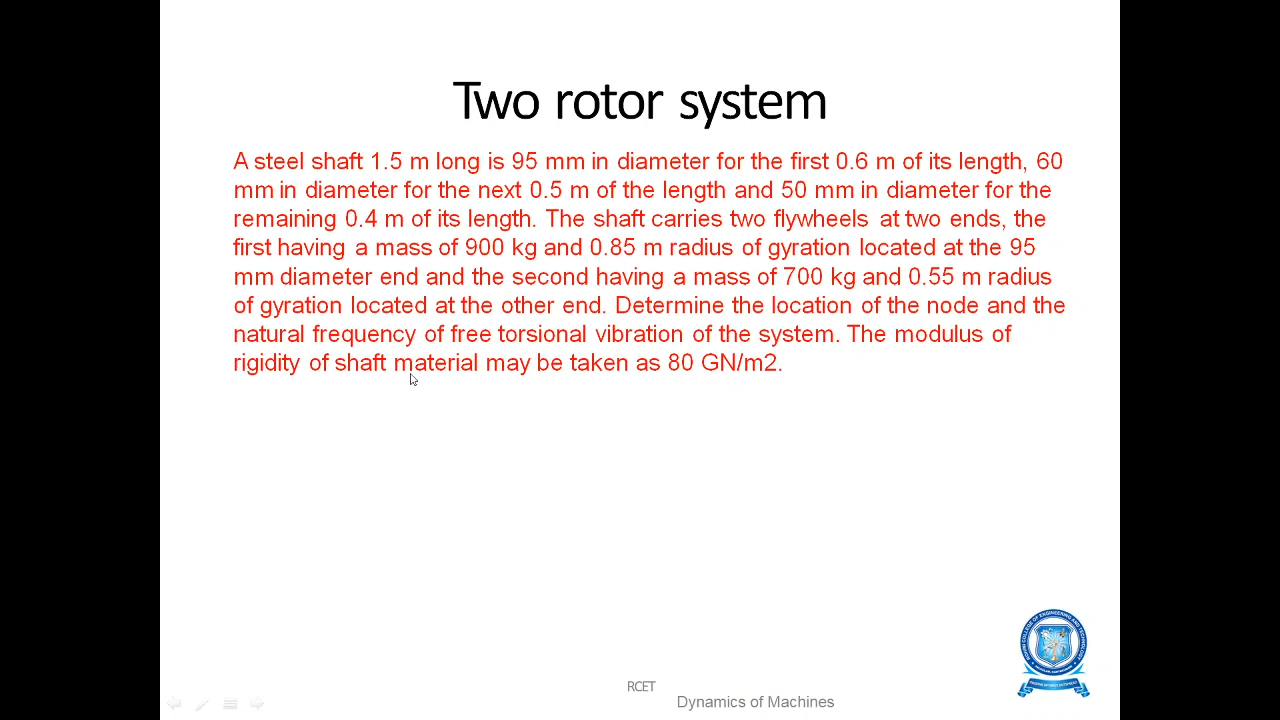 Two rotor system
A steel shaft 1.5 m long is 95 mm in diameter for the first 0.6 m of its length, 60
mm in diameter for the next 0.5 m of the length and 50 mm in diameter for the
remaining 0.4 m of its length. The shaft carries two flywheels at two ends, the
first having a mass of 900 kg and 0.85 m radius of gyration located at the 95
mm diameter end and the second having a mass of 700 kg and 0.55 m radius
of gyration located at the other end. Determine the location of the node and the
natural frequency of free torsional vibration of the system. The modulus of
rigidity of shaft material may be taken as 80 GN/m2.
RCET
Dynamics of Machines